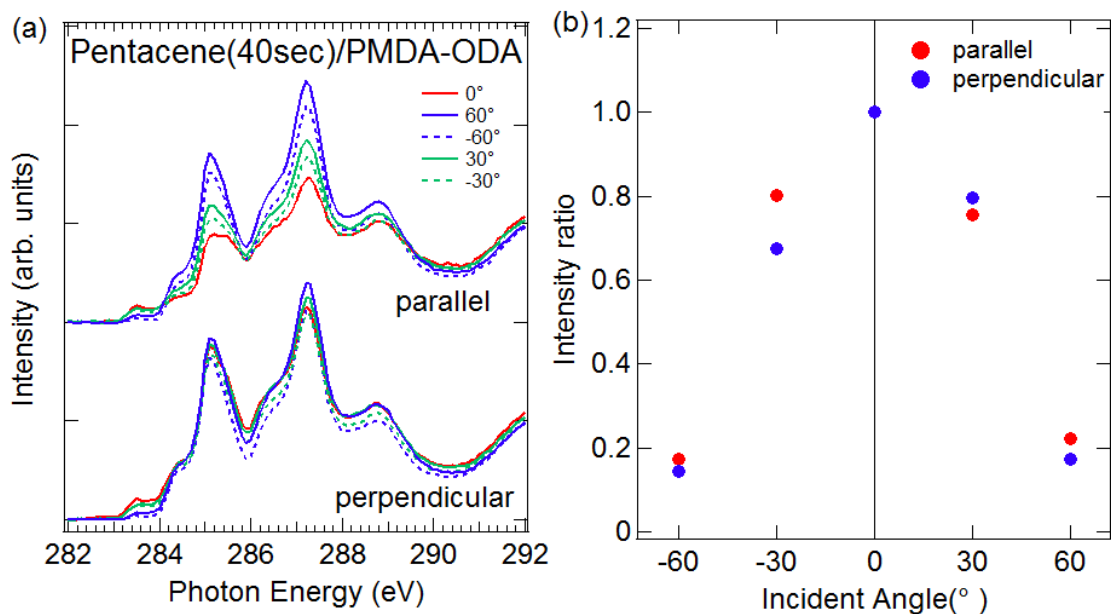 (a)
Pentacene(40sec)/PMDA-ODA
0°
60°
-60°
30°
-30°
parallel
perpendicular
Intensity (arb. units)
282 284 286 288 290 292
Photon Energy (eV)
(b)
parallel
perpendicular
1.2
1.0
0.8
0.6
0.4
0.2
0
Intensity ratio
-60 -30 0 30 60
Incident Angle(° )